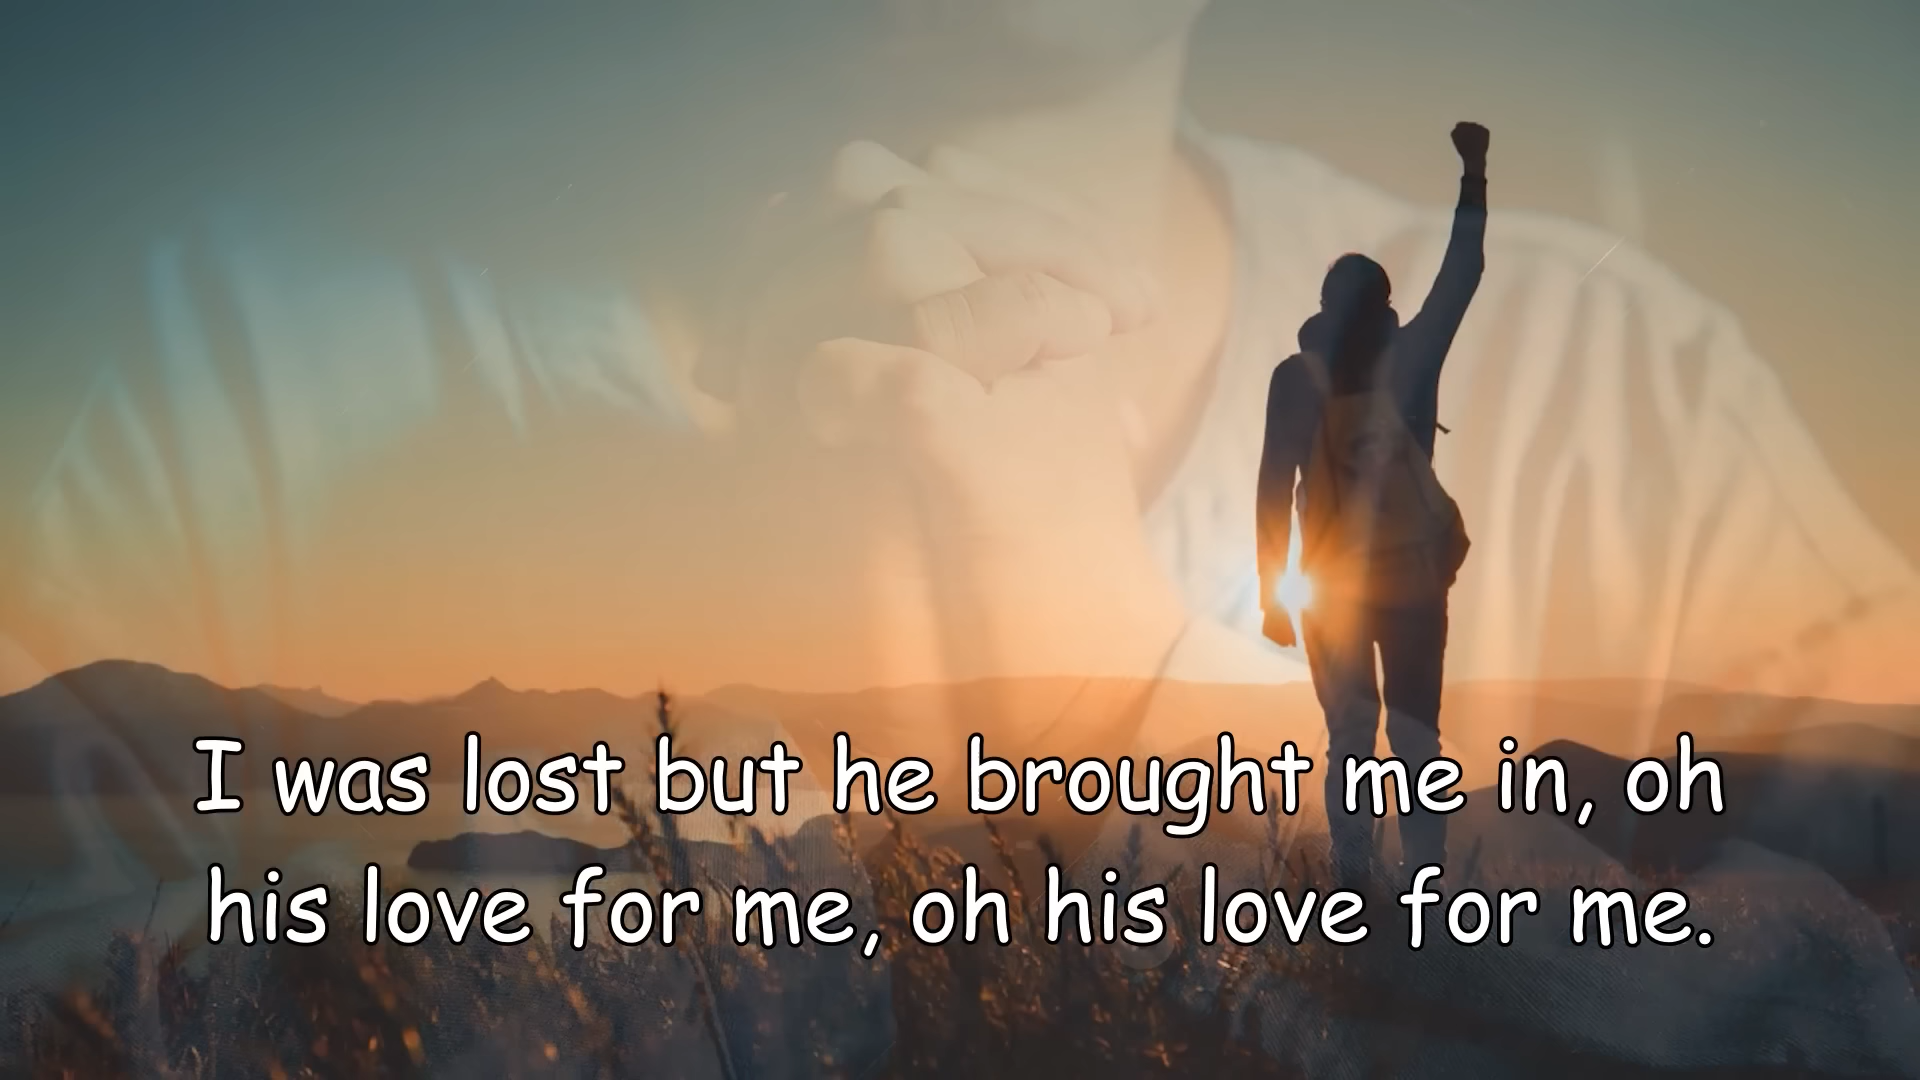 I was lost but he brought me in, oh
his love for me, oh his love for me.